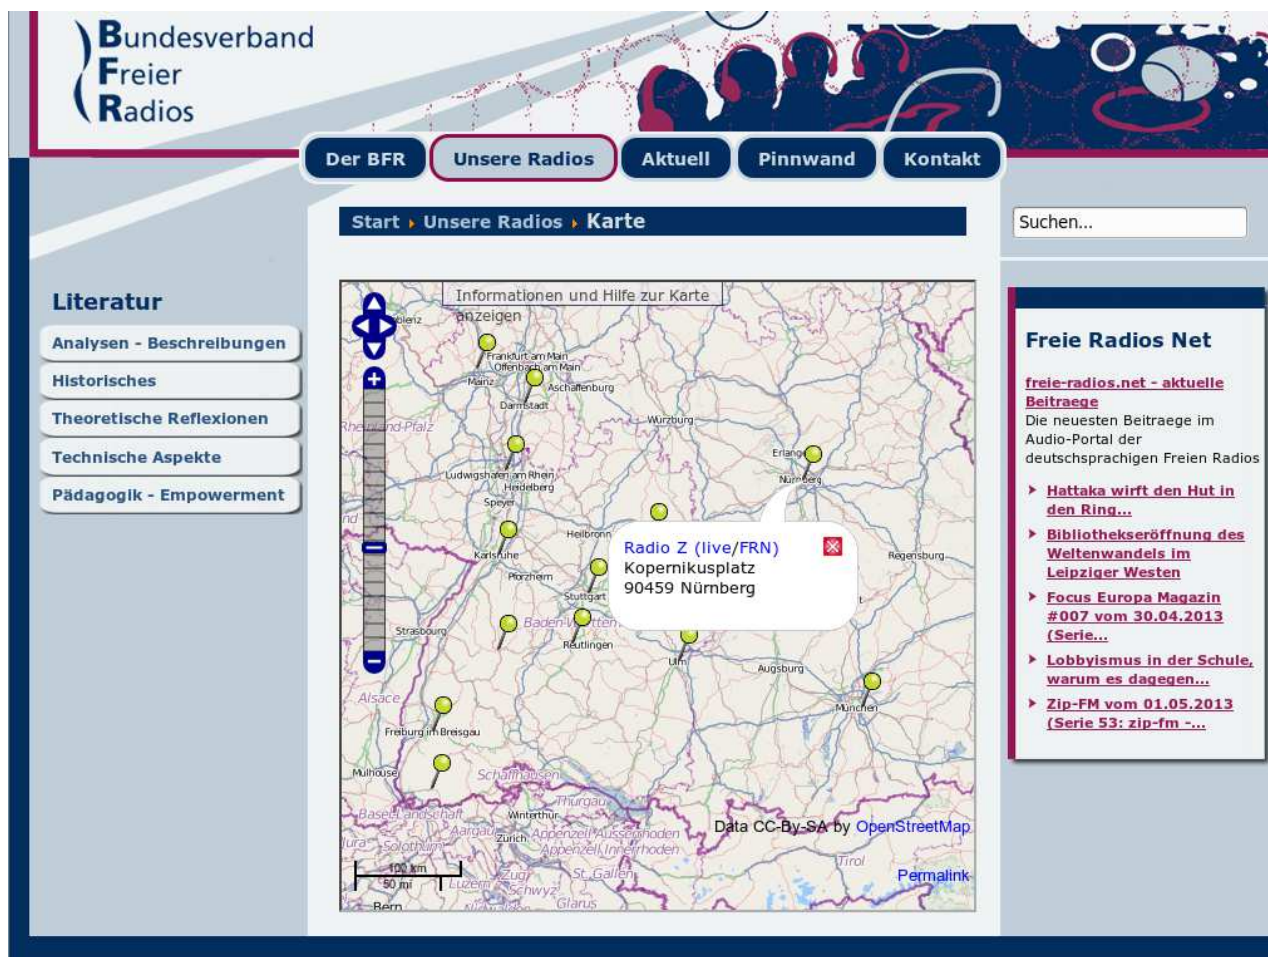 Bundesverband
Freier
Radios
Der BFR
Unsere Radios
Aktuell
Pinnwand
Kontakt
Start
Unsere Radios
Karte
Suchen...
Literatur
Analysen - Beschreibungen
Historisches
Theoretische Reflexionen
Technische Aspekte
Pädagogik - Empowerment
Informationen und Hilfe zur Karte
anzeigen
Frankfurt am Main
Offenbach am Main
Mainz
Aschaffenburg
Darmstadt
Rheinland-Pfalz
Würzburg
Ludwigshafen am Rhein
Heidelberg
Speyer
Nürnberg
Heilbronn
Karlsruhe
Regensburg
Pforzheim
Stuttgart
Strasbourg
Reutlingen
Ulm
Augsburg
Alsace
München
Freiburg im Breisgau
Mulhouse
Schaffhausen
Thurgau
Basel-Landschaft
Winterthur
Aargau
Appenzell Ausserrhoden
Zürich
Solothurn
Appenzell Innerrhoden
Tirol
Zug
St. Gallen
Luzern
Schwyz
Glarus
Bern
Radio Z (live/FRN)
Kopernikusplatz
90459 Nürnberg
Data CC-By-SA by OpenStreetMap
Permalink
100 km
50 mi
Freie Radios Net
freie-radios.net - aktuelle
Beitraege
Die neuesten Beitraege im
Audio-Portal der
deutschsprachigen Freien Radios
Hattaka wirft den Hut in
den Ring...
Bibliothekseröffnung des
Weltenwandels im
Leipziger Westen
Focus Europa Magazin
#007 vom 30.04.2013
(Serie...
Lobbyismus in der Schule,
warum es dagegen...
Zip-FM vom 01.05.2013
(Serie 53: zip-fm -...